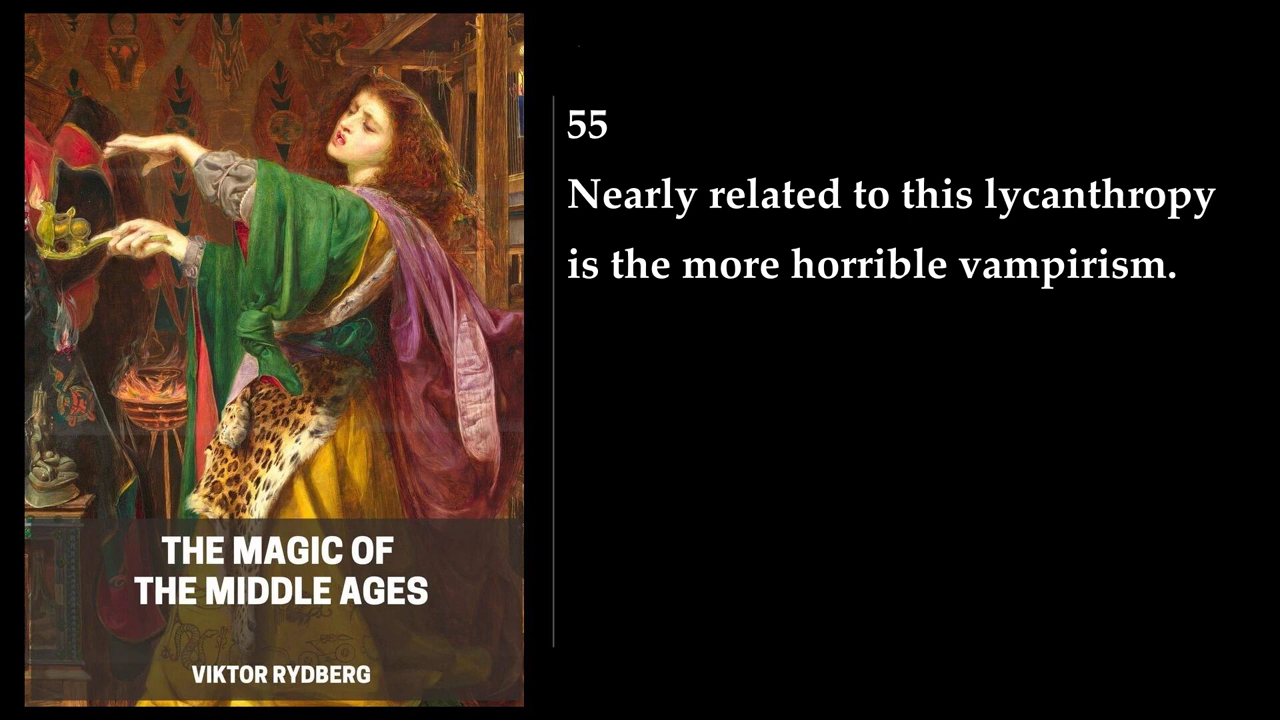 THE MAGIC OF
THE MIDDLE AGES
VIKTOR RYDBERG
55
Nearly related to this lycanthropy
is the more horrible vampirism.